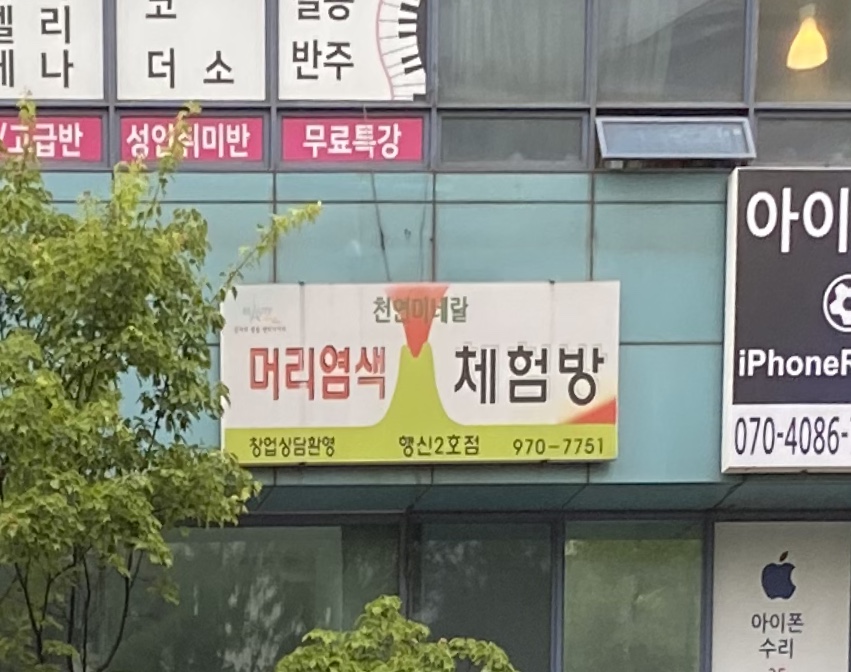 리
나
코
더 소
반주
/고급반
성인취미반
무료특강
천연미네랄
머리염색 체험방
창업상담환영 행신2호점 970-7751
아이
iPhoneR
070-4086-
아이폰
수리